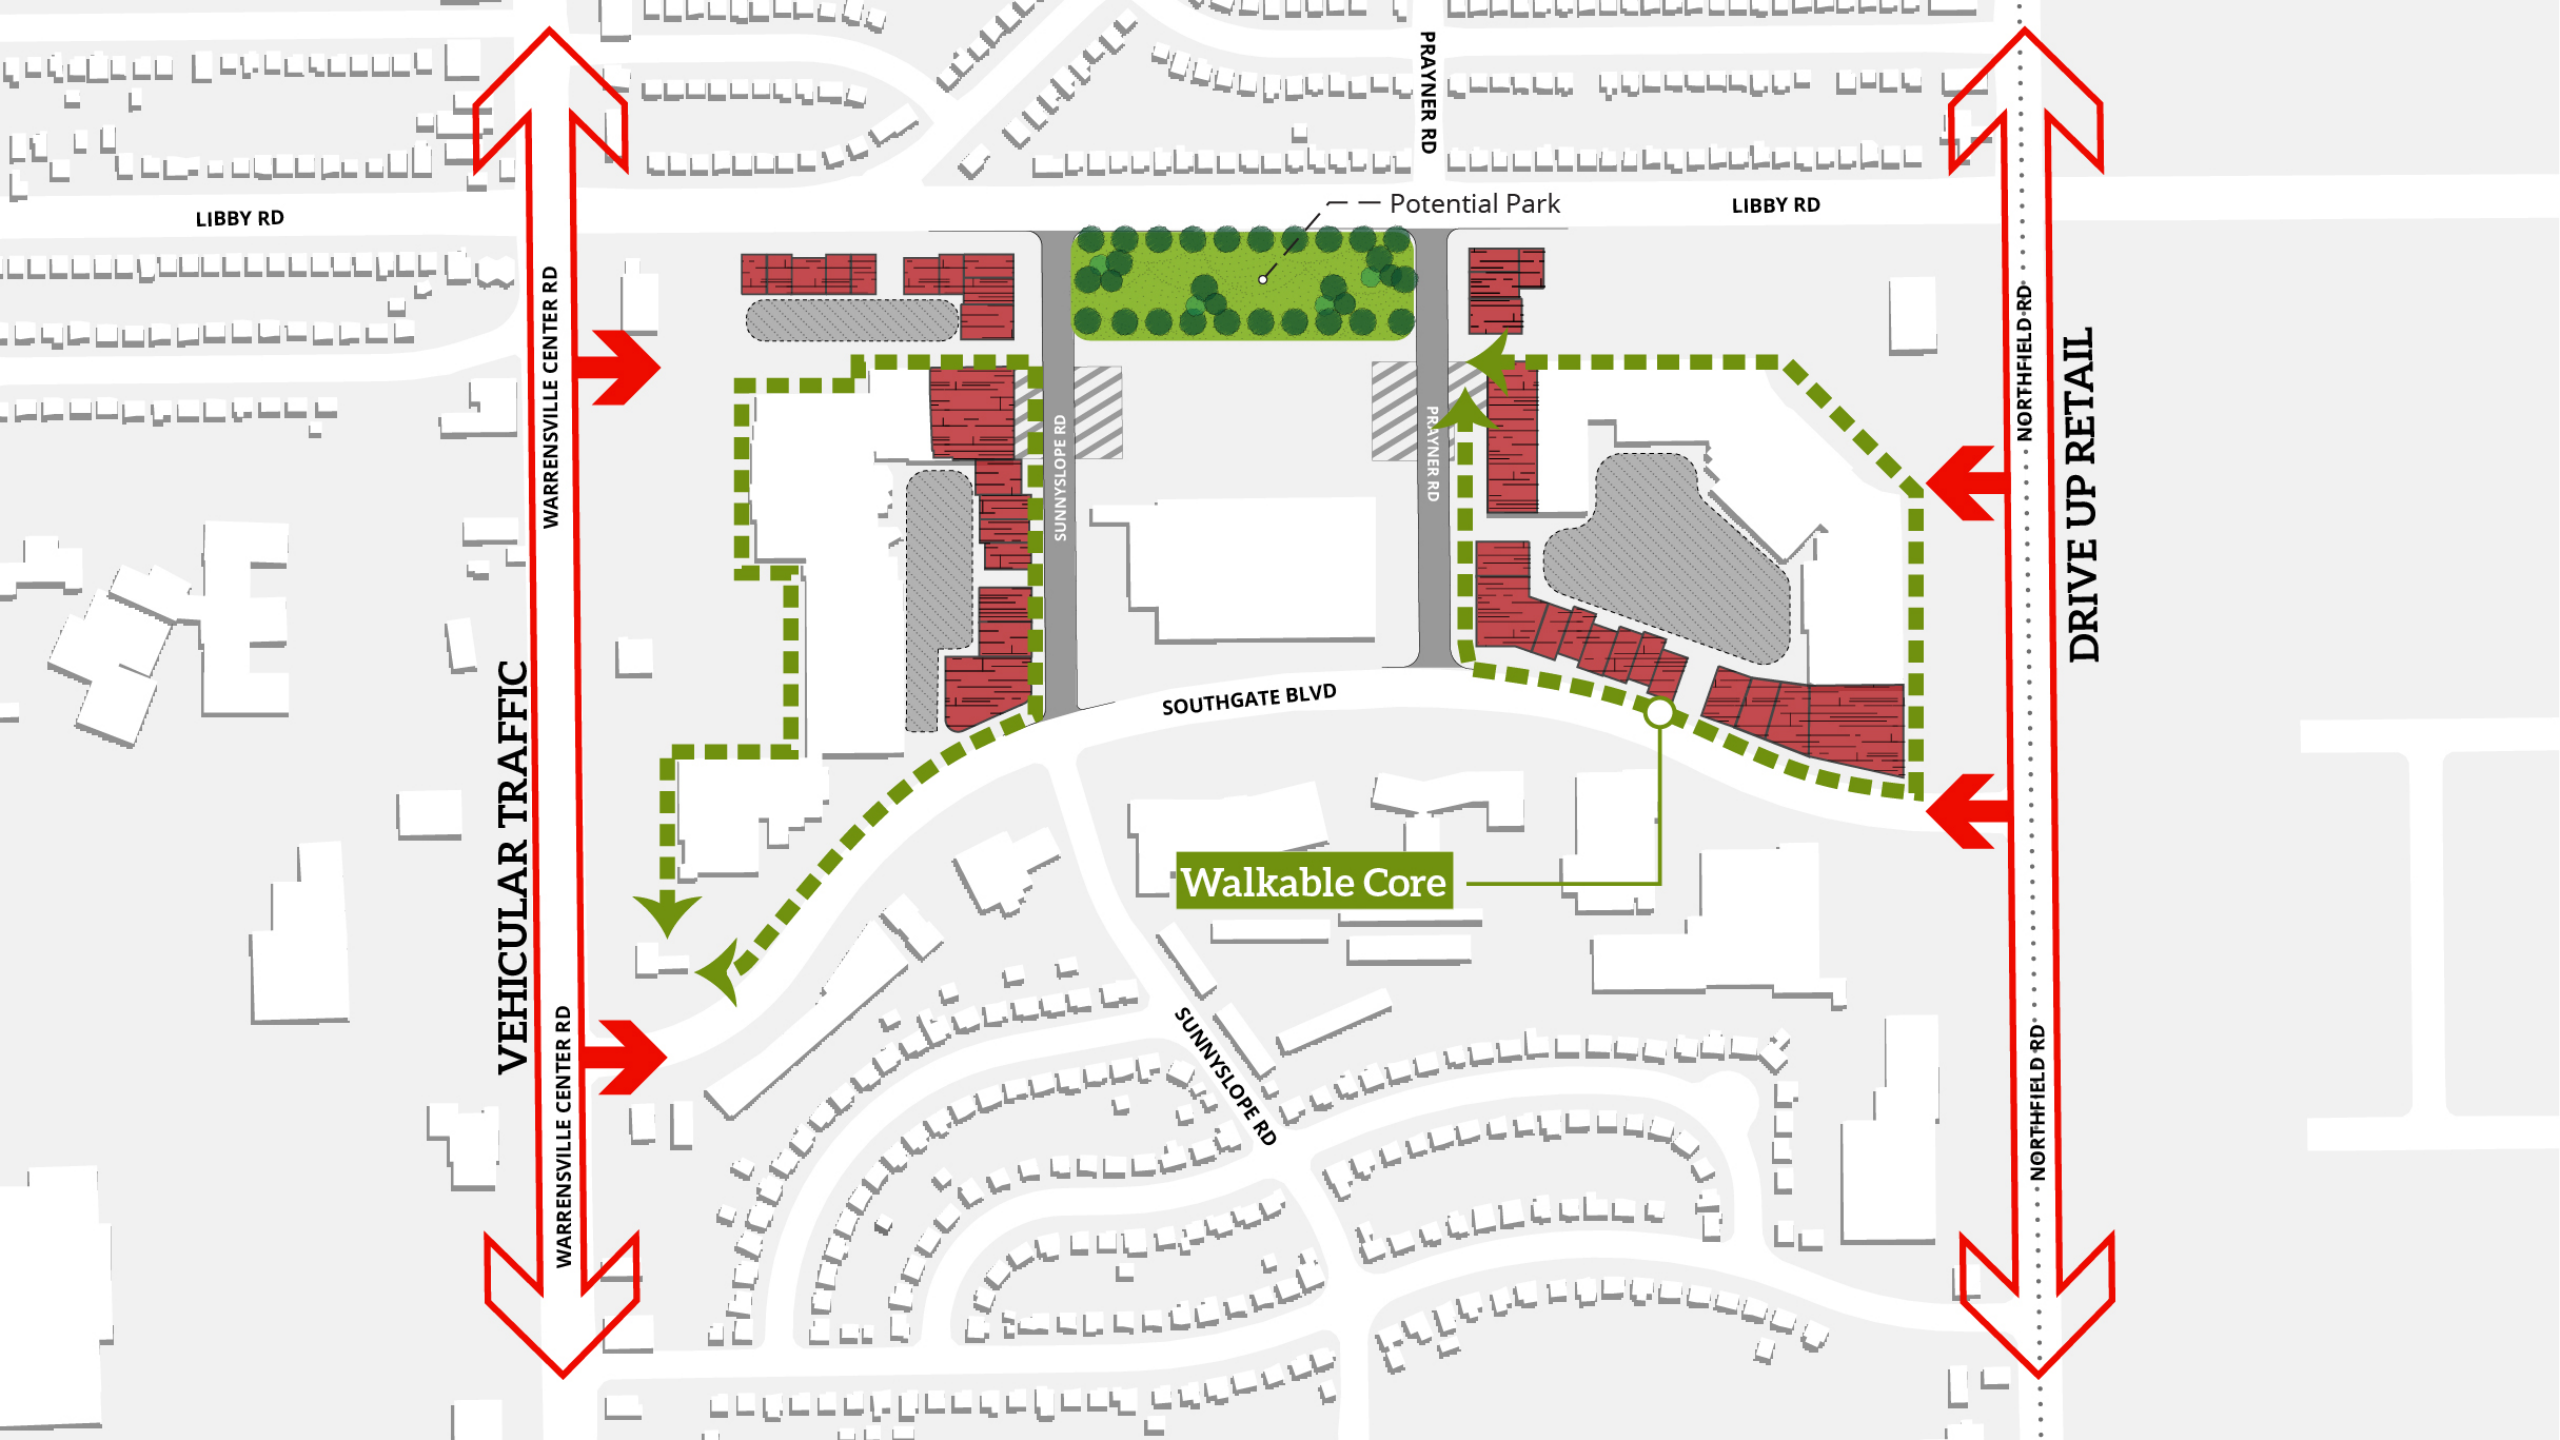 PRAYNER RD
Potential Park
LIBBY RD
LIBBY RD
WARRENSVILLE CENTER RD
NORTHFIELD RD
DRIVE UP RETAIL
SUNNYSLOPE RD
PRAYNER RD
SOUTHGATE BLVD
VEHICULAR TRAFFIC
Walkable Core
WARRENSVILLE CENTER RD
SUNNYSLOPE RD
NORTHFIELD RD